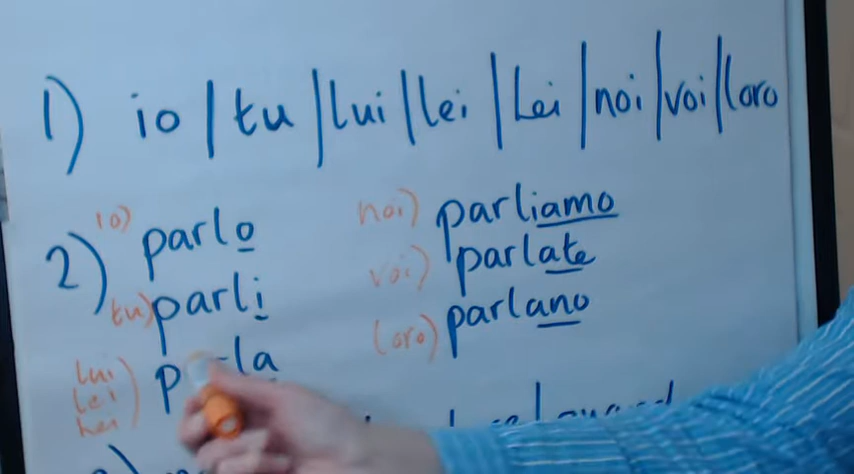 1) io | tu | lui | lei | Lei | noi | voi | loro
2)
io) parlo
tu) parli
lui
lei
Lei)
noi) parliamo
voi) parlate
loro) parlano